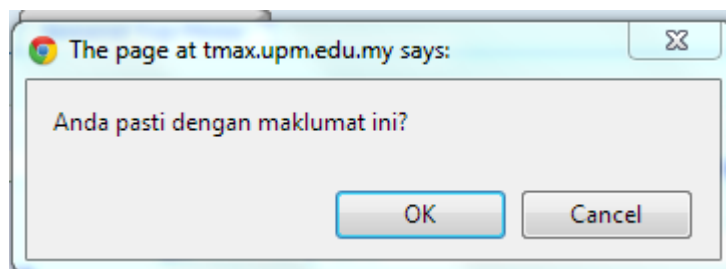 The page at tmax.upm.edu.my says:
Anda pasti dengan maklumat ini?
OK
Cancel